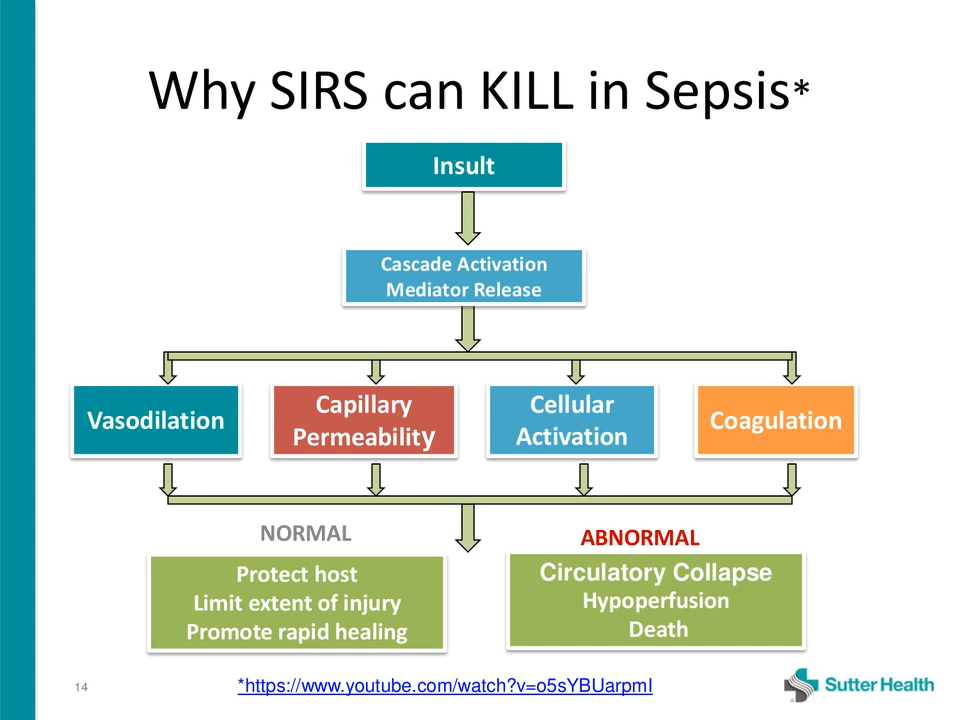 Why SIRS can KILL in Sepsis*
Insult
Cascade Activation
Mediator Release
Vasodilation
Capillary
Permeability
Cellular
Activation
Coagulation
NORMAL
Protect host
Limit extent of injury
Promote rapid healing
ABNORMAL
Circulatory Collapse
Hypoperfusion
Death
14
*https://www.youtube.com/watch?v=o5sYBUarpmI
Sutter Health